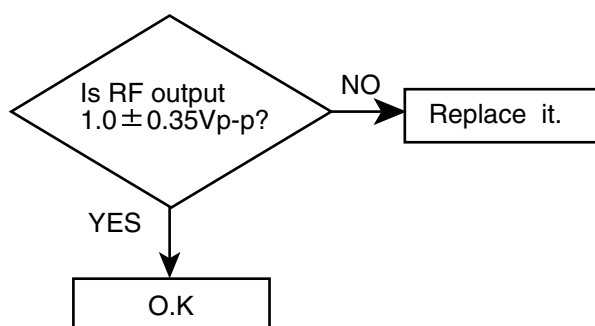 Is RF output
1.0±0.35Vp-p?
NO
Replace it.
YES
O.K